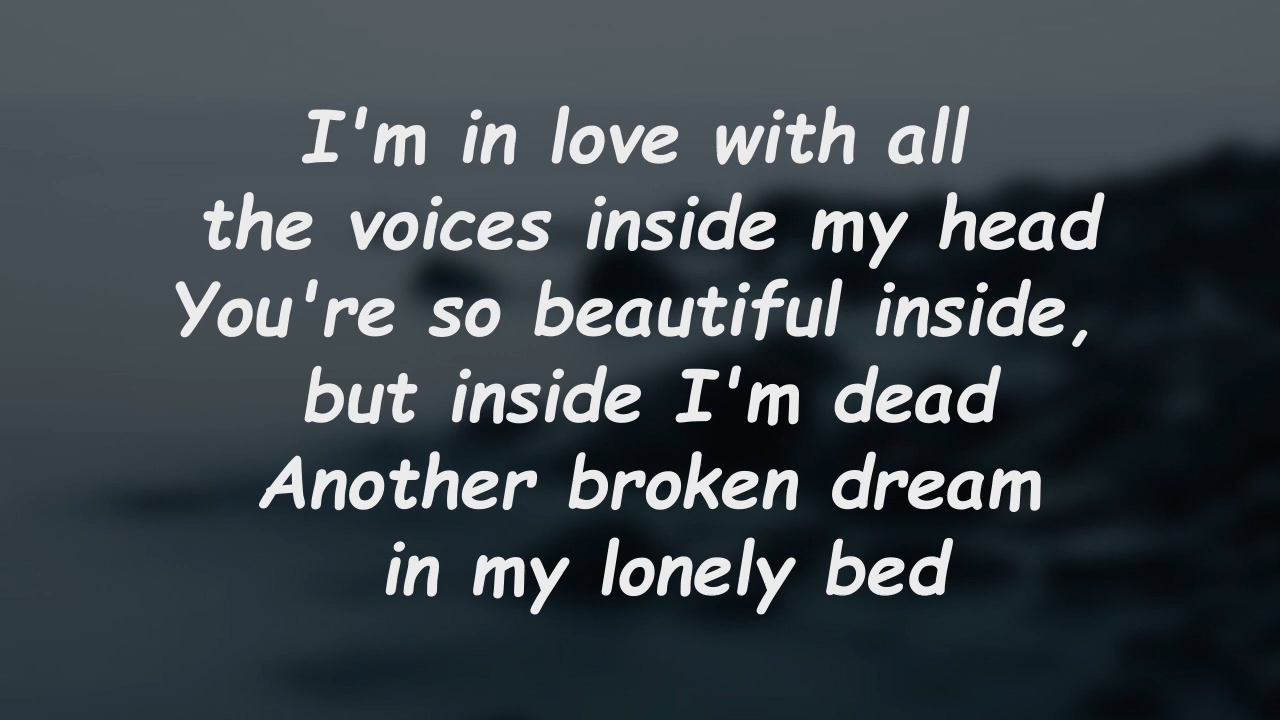 I'm in love with all
the voices inside my head
You're so beautiful inside,
but inside I'm dead
Another broken dream
in my lonely bed